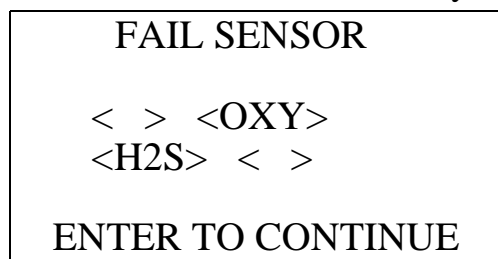 FAIL SENSOR
< > <OXY>
<H2S> < >
ENTER TO CONTINUE